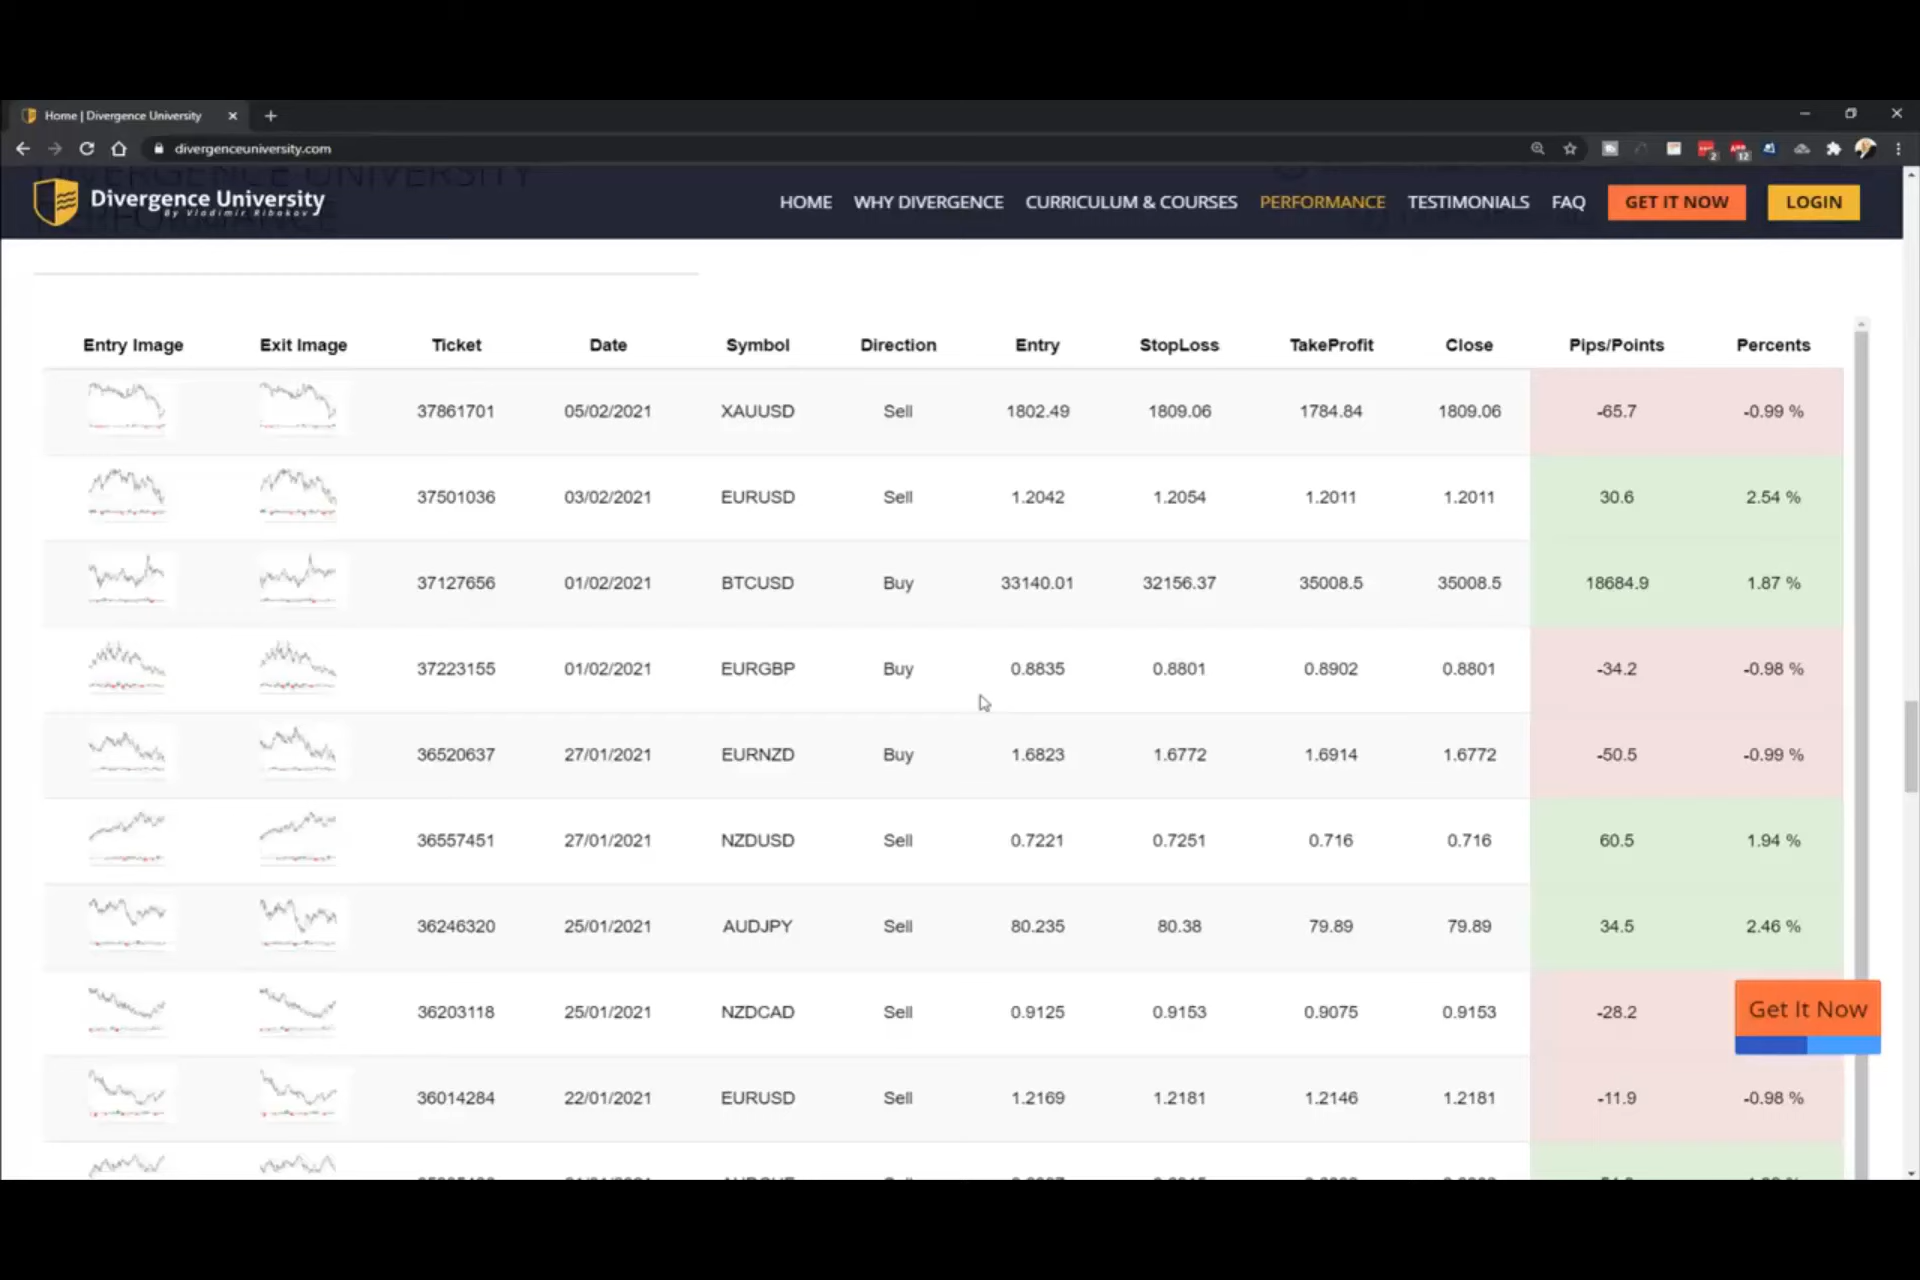 Home | Divergence University
divergenceuniversity.com
2
12
DIVERGENCE UNIVERSITY
PERFORMANCE
Divergence University
By Vladimir Ribakov
HOME WHY DIVERGENCE CURRICULUM & COURSES PERFORMANCE TESTIMONIALS FAQ GET IT NOW LOGIN
Entry Image Exit Image Ticket Date Symbol Direction Entry StopLoss TakeProfit Close Pips/Points Percents
37861701 05/02/2021 XAUUSD Sell 1802.49 1809.06 1784.84 1809.06 -65.7 -0.99 %
37501036 03/02/2021 EURUSD Sell 1.2042 1.2054 1.2011 1.2011 30.6 2.54 %
37127656 01/02/2021 BTCUSD Buy 33140.01 32156.37 35008.5 35008.5 18684.9 1.87 %
37223155 01/02/2021 EURGBP Buy 0.8835 0.8801 0.8902 0.8801 -34.2 -0.98 %
36520637 27/01/2021 EURNZD Buy 1.6823 1.6772 1.6914 1.6772 -50.5 -0.99 %
36557451 27/01/2021 NZDUSD Sell 0.7221 0.7251 0.716 0.716 60.5 1.94 %
36246320 25/01/2021 AUDJPY Sell 80.235 80.38 79.89 79.89 34.5 2.46 %
36203118 25/01/2021 NZDCAD Sell 0.9125 0.9153 0.9075 0.9153 -28.2
Get It Now
36014284 22/01/2021 EURUSD Sell 1.2169 1.2181 1.2146 1.2181 -11.9 -0.98 %